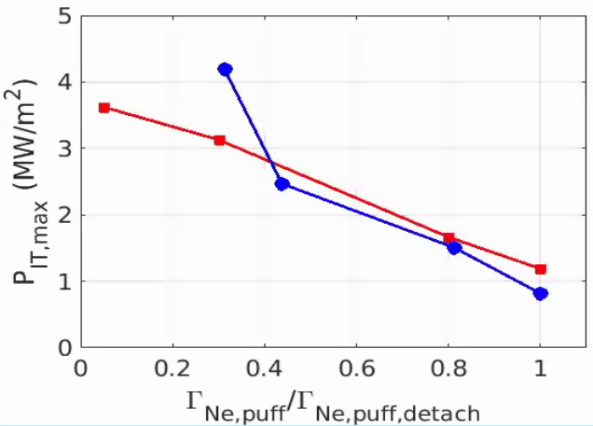 5
4
3
2
1
0
P_IT,max (MW/m²)
0 0.2 0.4 0.6 0.8 1
Γ_Ne,puff/Γ_Ne,puff,detach